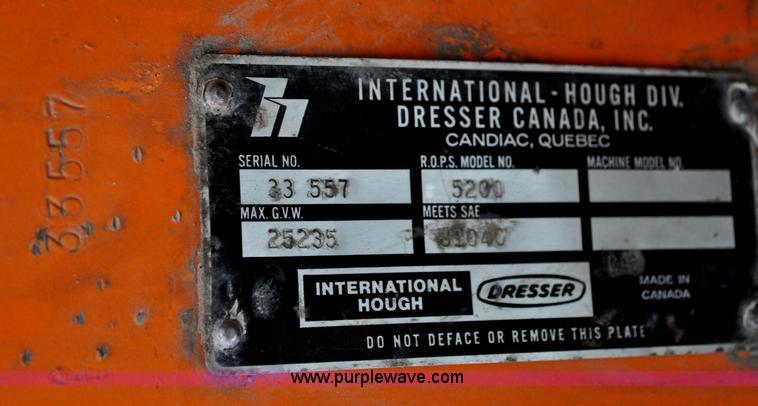 33557
INTERNATIONAL - HOUGH DIV.
DRESSER CANADA, INC.
CANDIAC, QUEBEC
SERIAL NO. R.O.P.S. MODEL NO. MACHINE MODEL NO.
33 557 5200
MAX. G.V.W. MEETS SAE
25235 J1040
INTERNATIONAL
HOUGH
DRESSER
MADE IN
CANADA
DO NOT DEFACE OR REMOVE THIS PLATE
www.purplewave.com